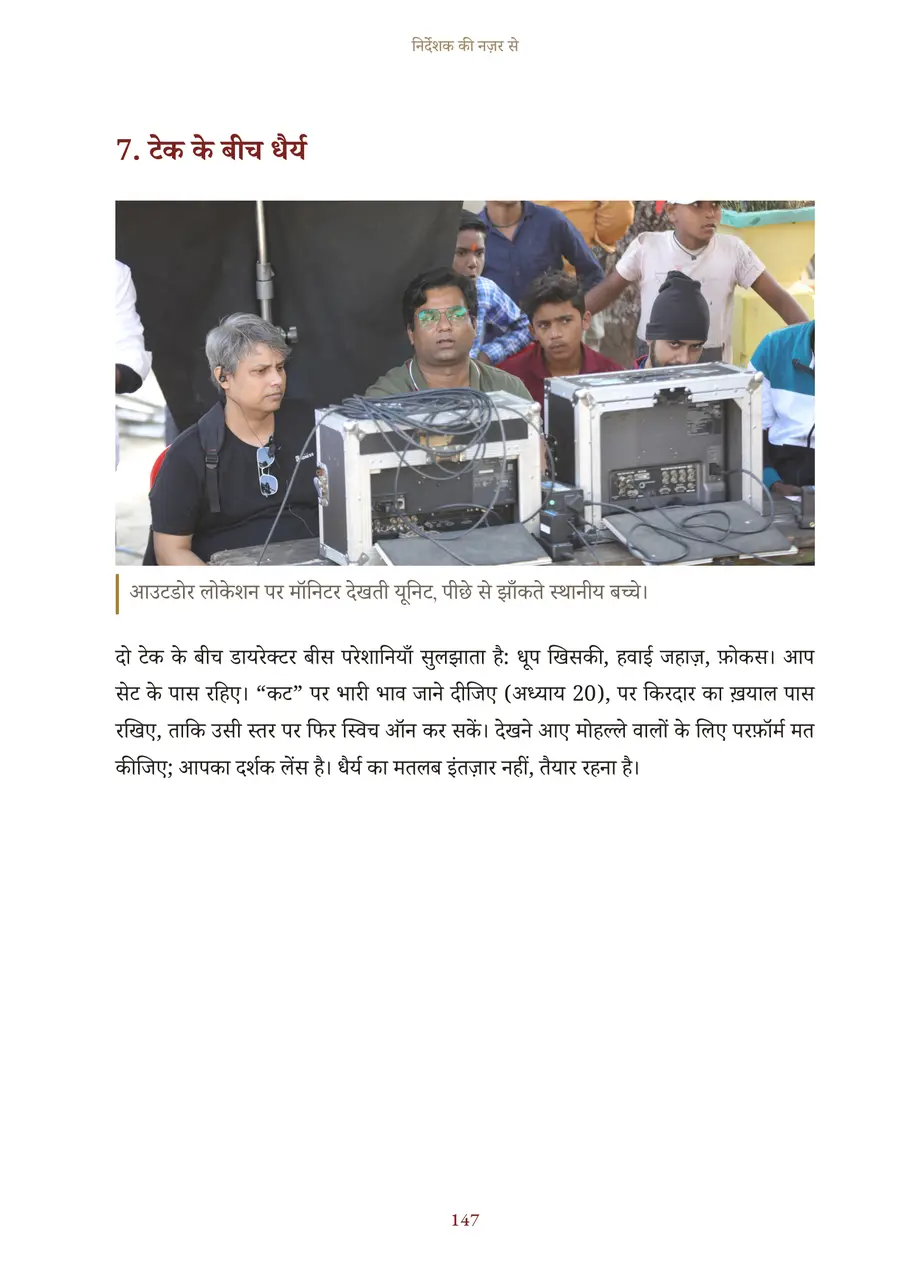 निर्देशक की नज़र से
7. टेक के बीच धैर्य
आउटडोर लोकेशन पर मॉनिटर देखती यूनिट, पीछे से झाँकते स्थानीय बच्चे।
दो टेक के बीच डायरेक्टर बीस परेशानियाँ सुलझाता है: धूप खिसकी, हवाई जहाज़, फ़ोकस। आप
सेट के पास रहिए। “कट” पर भारी भाव जाने दीजिए (अध्याय 20), पर किरदार का ख़याल पास
रखिए, ताकि उसी स्तर पर फिर स्विच ऑन कर सकें। देखने आए मोहल्ले वालों के लिए परफ़ॉर्म मत
कीजिए; आपका दर्शक लेंस है। धैर्य का मतलब इंतज़ार नहीं, तैयार रहना है।
147